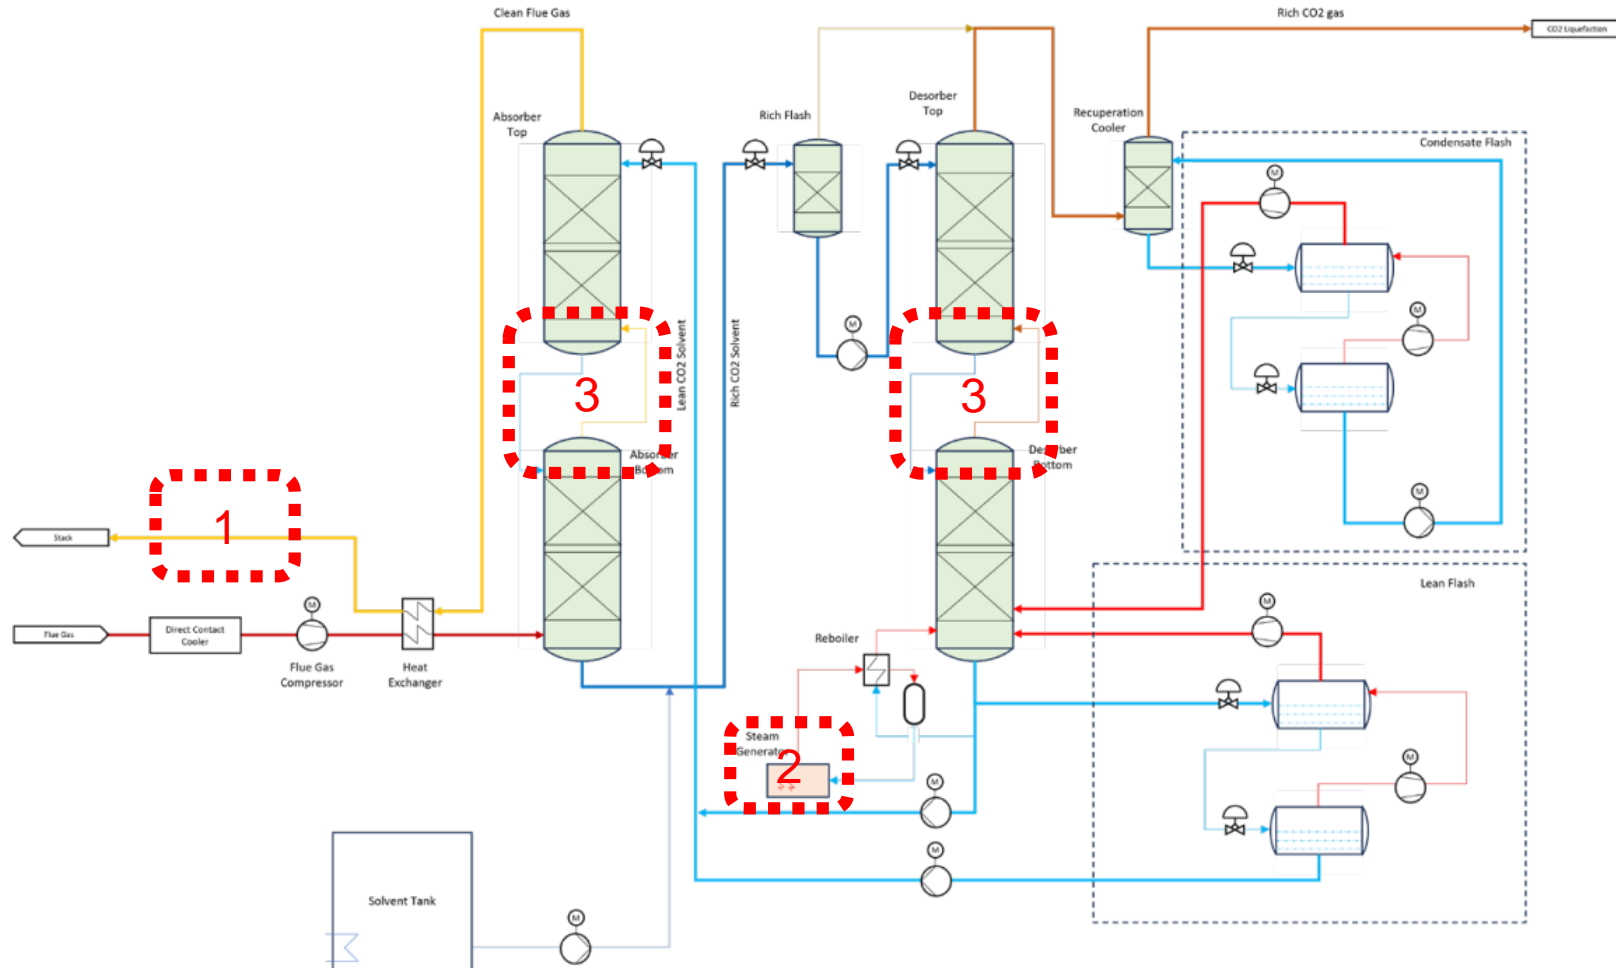 Clean Flue Gas
Rich CO2 gas
CO2 Liquefaction
Absorber
Top
Rich Flash
Desorber
Top
Recuperation
Cooler
Condensate Flash
M
M
M
M
Lean CO2 Solvent
Rich CO2 Solvent
3
3
Absorber
Bottom
Desorber
Bottom
1
Stack
Flue Gas
Direct Contact
Cooler
M
Flue Gas
Compressor
Heat
Exchanger
Reboiler
M
Lean Flash
Steam
Generator
2
M
M
M
Solvent Tank
M